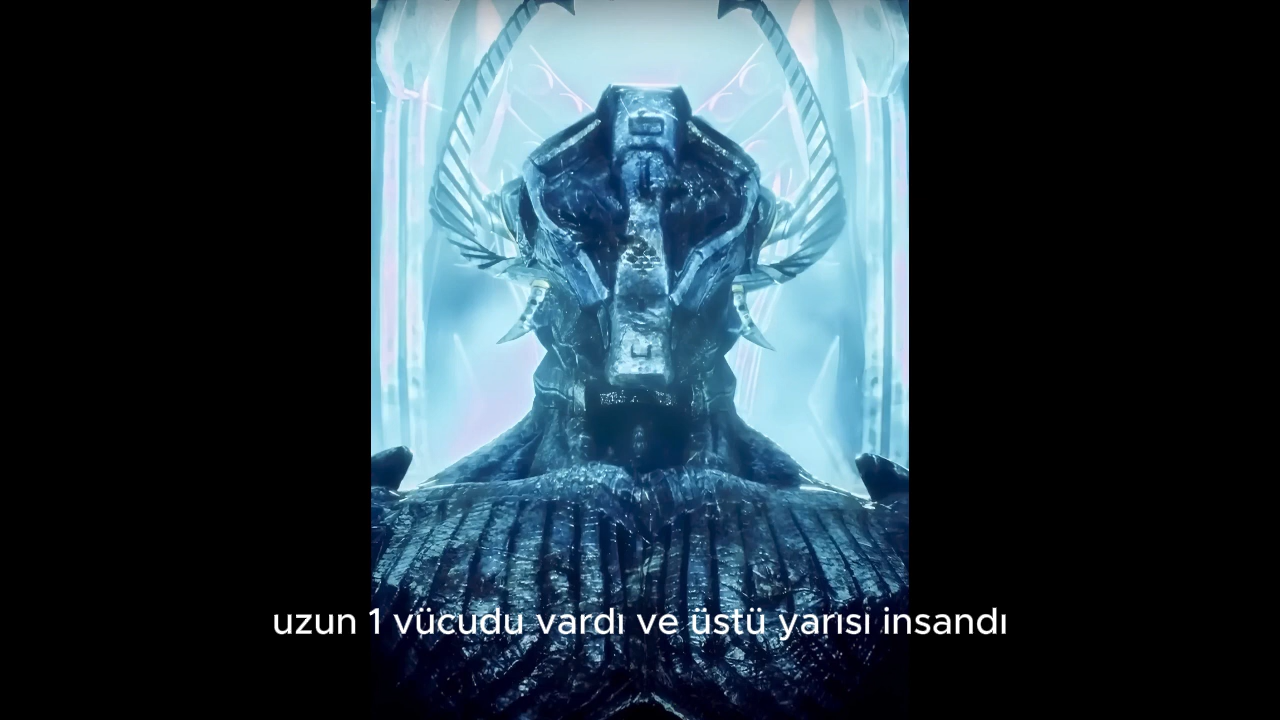 uzun 1 vücudu vardı ve üstü yarısı insandı